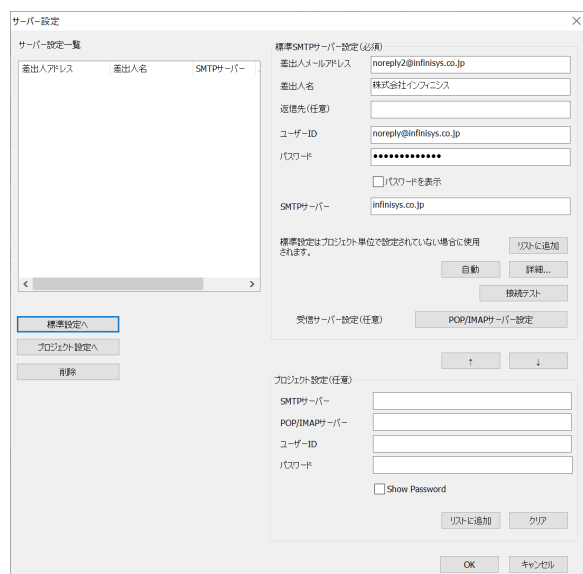 サーバー設定
サーバー設定一覧
差出人アドレス 差出人名 SMTPサーバー
標準設定へ
プロジェクト設定へ
削除
標準SMTPサーバー設定(必須)
差出人メールアドレス noreply2@infinisys.co.jp
差出人名 株式会社インフィニシス
返信先(任意)
ユーザーID noreply@infinisys.co.jp
パスワード ●●●●●●●●●●●●●
パスワードを表示
SMTPサーバー infinisys.co.jp
標準設定はプロジェクト単位で設定されていない場合に使用
されます。
リストに追加
自動 詳細...
接続テスト
受信サーバー設定(任意) POP/IMAPサーバー設定
↑ ↓
プロジェクト設定(任意)
SMTPサーバー
POP/IMAPサーバー
ユーザーID
パスワード
Show Password
リストに追加 クリア
OK キャンセル